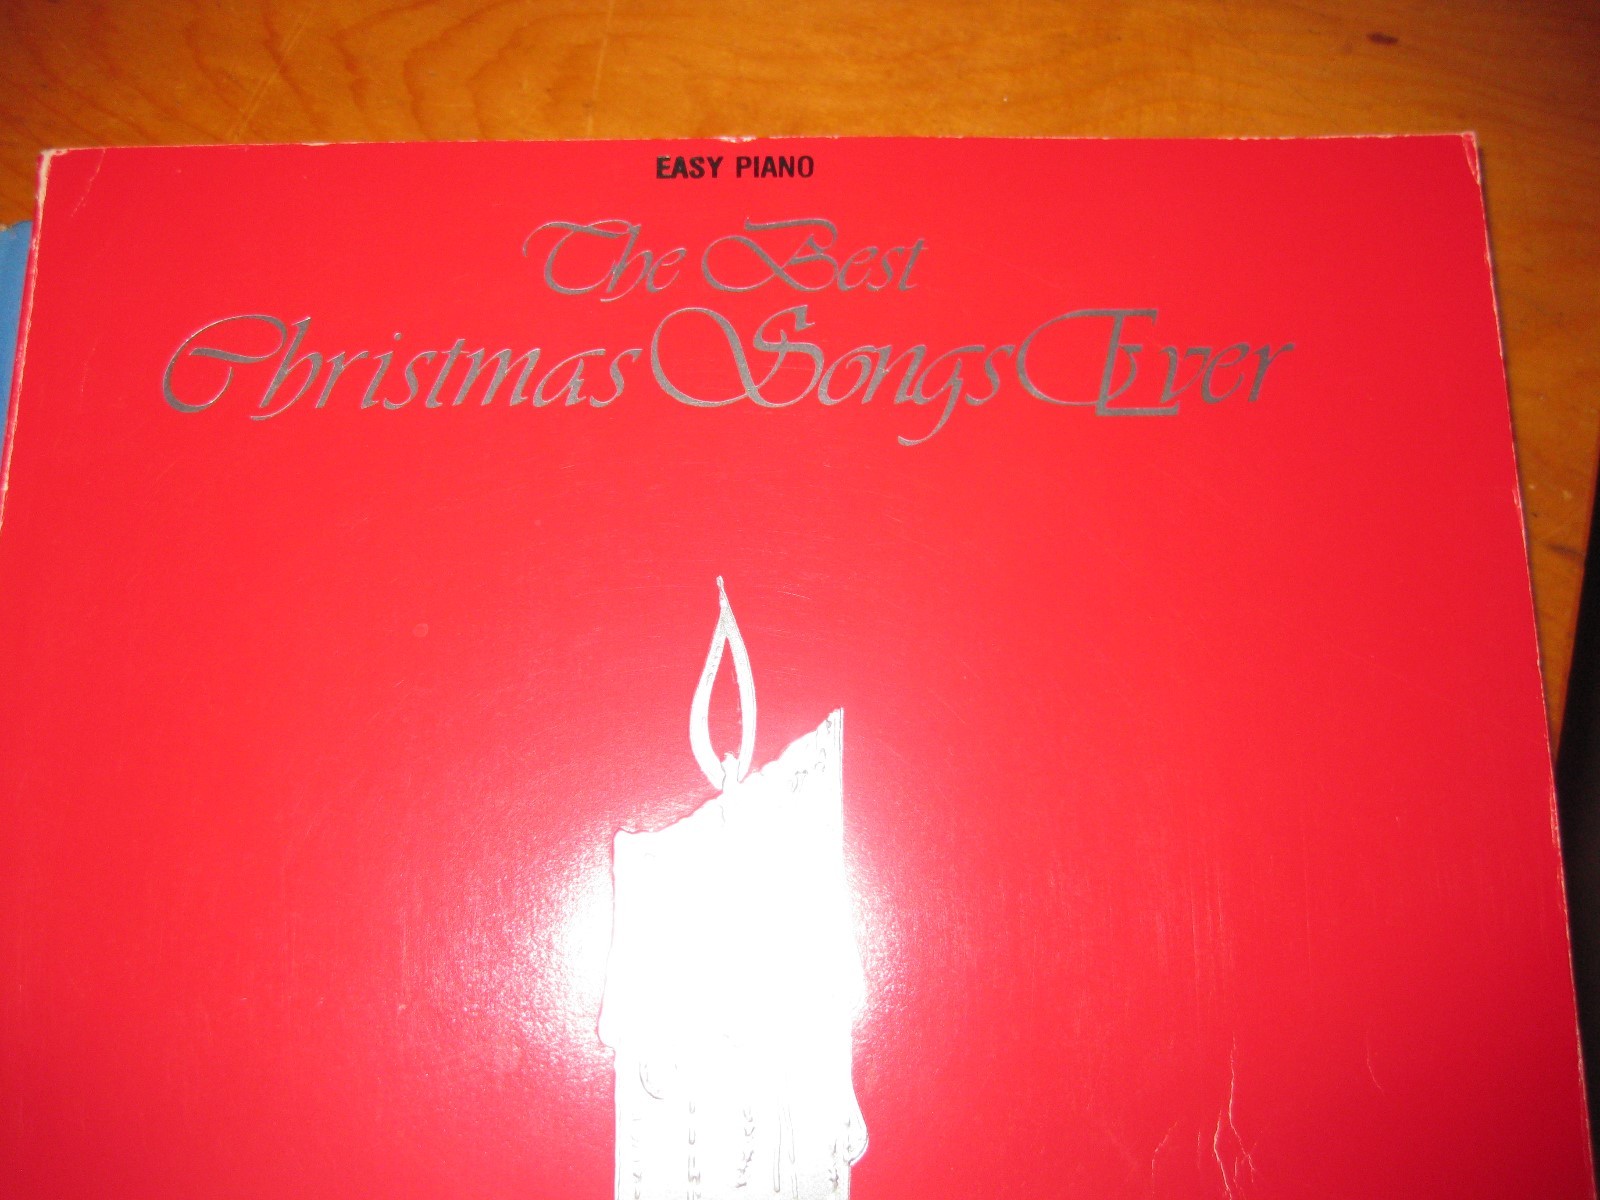 EASY PIANO
The Best
Christmas Songs Ever